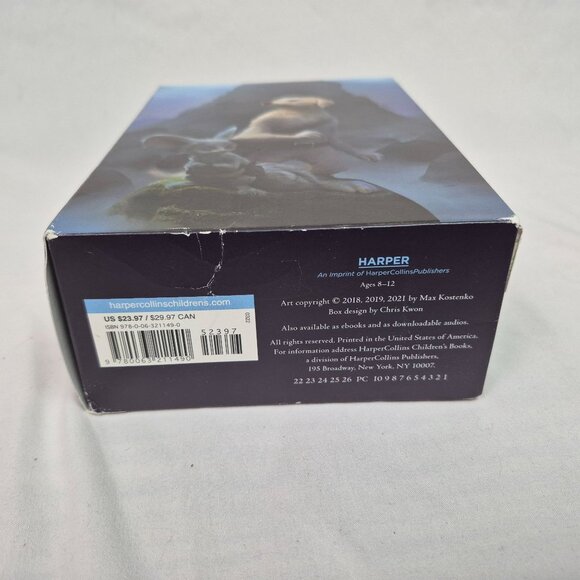 harpercollinschildrens.com
US $23.97 / $29.97 CAN
ISBN 978-0-06-321149-0
0322
52397
9 780063 211490
HARPER
An Imprint of HarperCollinsPublishers
Ages 8–12
Art copyright © 2018, 2019, 2021 by Max Kostenko
Box design by Chris Kwon
Also available as ebooks and as downloadable audios.
All rights reserved. Printed in the United States of America.
For information address HarperCollins Children's Books,
a division of HarperCollins Publishers,
195 Broadway, New York, NY 10007.
22 23 24 25 26 PC 10 9 8 7 6 5 4 3 2 1